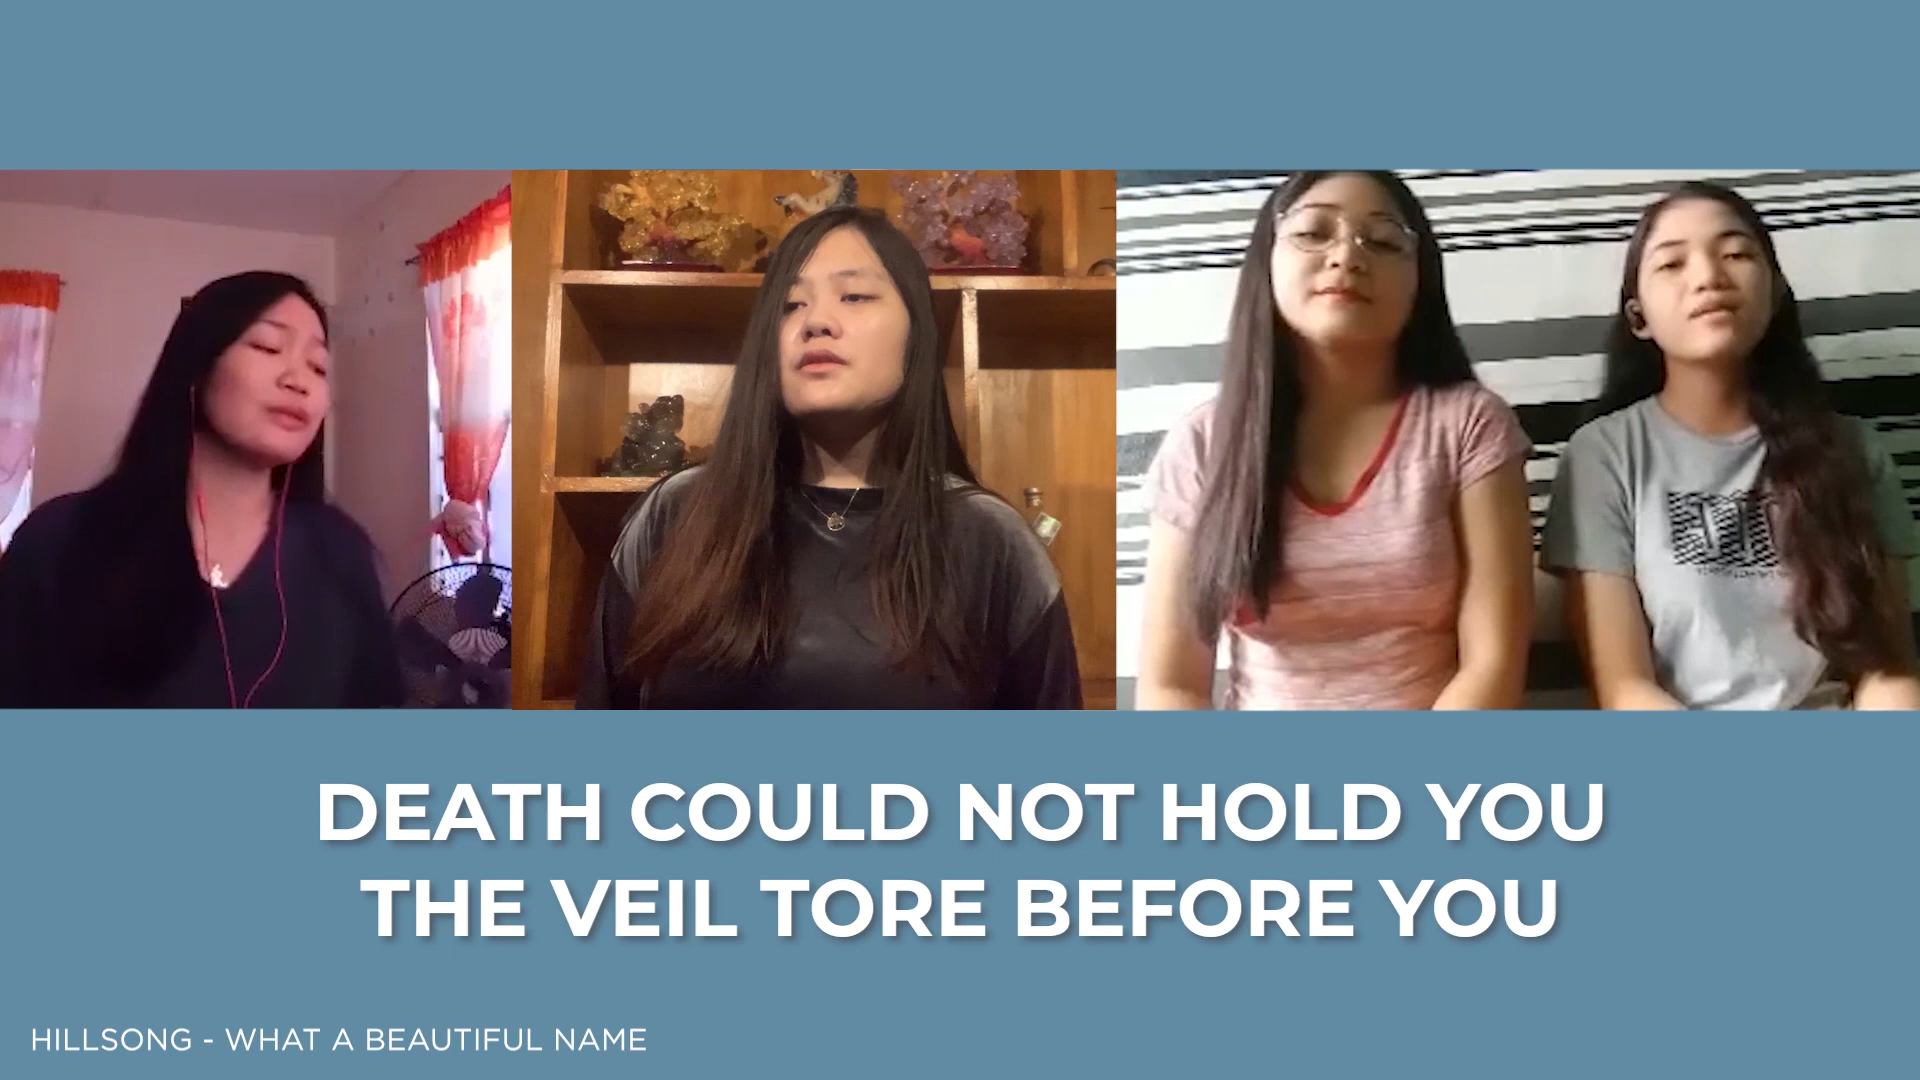 DEATH COULD NOT HOLD YOU
THE VEIL TORE BEFORE YOU
HILLSONG - WHAT A BEAUTIFUL NAME